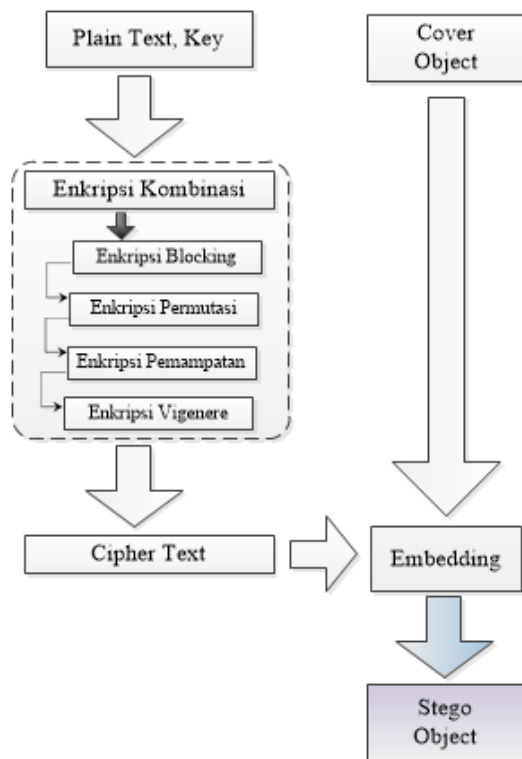 Plain Text, Key
Cover
Object
Enkripsi Kombinasi
Enkripsi Blocking
Enkripsi Permutasi
Enkripsi Pemampatan
Enkripsi Vigenere
Cipher Text
Embedding
Stego
Object